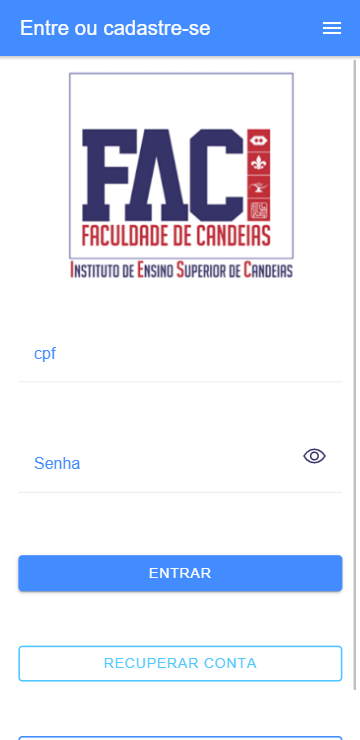 Entre ou cadastre-se
FAC
FACULDADE DE CANDEIAS
INSTITUTO DE ENSINO SUPERIOR DE CANDEIAS
cpf
Senha
ENTRAR
RECUPERAR CONTA